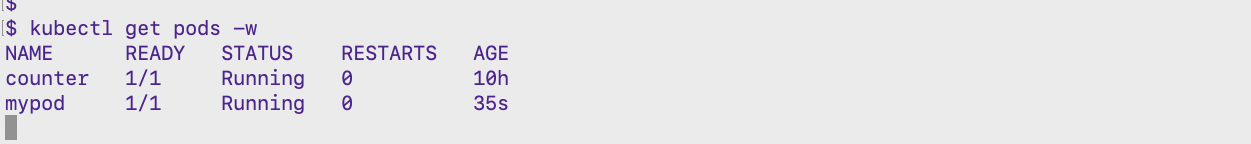 $
$ kubectl get pods -w
NAME      READY   STATUS    RESTARTS   AGE
counter   1/1     Running   0          10h
mypod     1/1     Running   0          35s